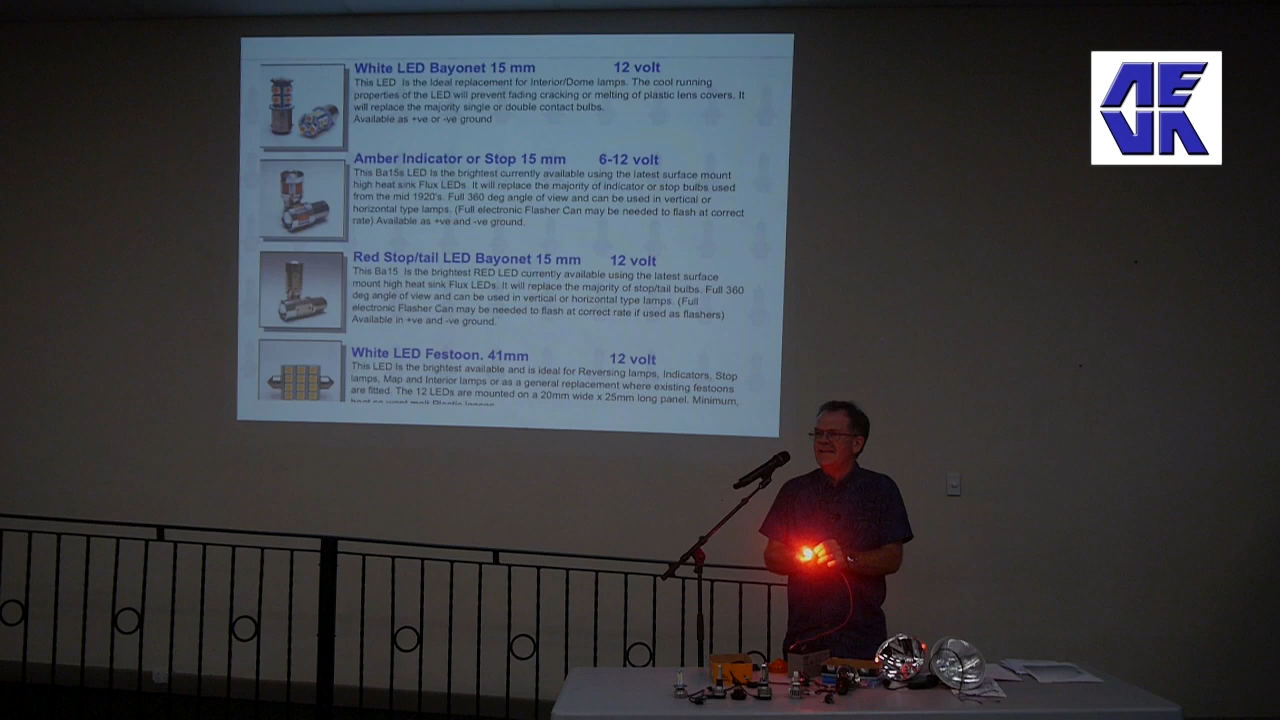 White LED Bayonet 15 mm 12 volt
This LED Is the Ideal replacement for Interior/Dome lamps. The cool running
properties of the LED will prevent fading cracking or melting of plastic lens covers. It
will replace the majority single or double contact bulbs.
Available as +ve or -ve ground
Amber Indicator or Stop 15 mm 6-12 volt
This Ba15s LED Is the brightest currently available using the latest surface mount
high heat sink Flux LEDs. It will replace the majority of indicator or stop bulbs used
from the mid 1920's. Full 360 deg angle of view and can be used in vertical or
horizontal type lamps. (Full electronic Flasher Can may be needed to flash at correct
rate) Available as +ve and -ve ground.
Red Stop/tail LED Bayonet 15 mm 12 volt
This Ba15 Is the brightest RED LED currently available using the latest surface
mount high heat sink Flux LEDs. It will replace the majority of stop/tail bulbs. Full 360
deg angle of view and can be used in vertical or horizontal type lamps. (Full
electronic Flasher Can may be needed to flash at correct rate if used as flashers)
Available in +ve and -ve ground.
White LED Festoon. 41mm 12 volt
This LED Is the brightest available and is ideal for Reversing lamps, Indicators, Stop
lamps, Map and Interior lamps or as a general replacement where existing festoons
are fitted. The 12 LEDs are mounted on a 20mm wide x 25mm long panel. Minimum,